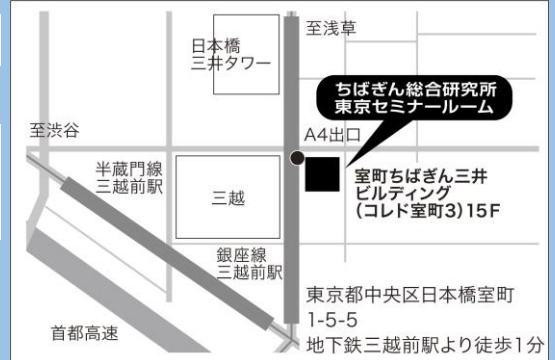 至浅草
日本橋
三井タワー
ちばぎん総合研究所
東京セミナールーム
至渋谷
A4出口
半蔵門線
三越前駅
三越
室町ちばぎん三井
ビルディング
(コレド室町3)15F
銀座線
三越前駅
東京都中央区日本橋室町
1-5-5
地下鉄三越前駅より徒歩1分
首都高速